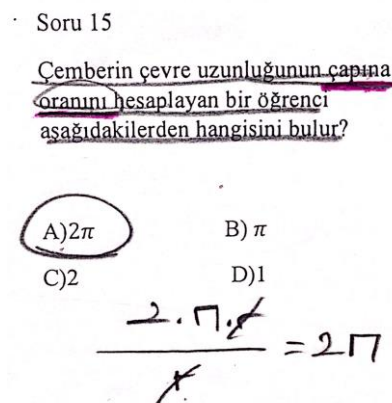 Soru 15
Çemberin çevre uzunluğunun çapına
oranını hesaplayan bir öğrenci
aşağıdakilerden hangisini bulur?
A)2π
B) π
C)2
D)1
2.π.r
r
=2π